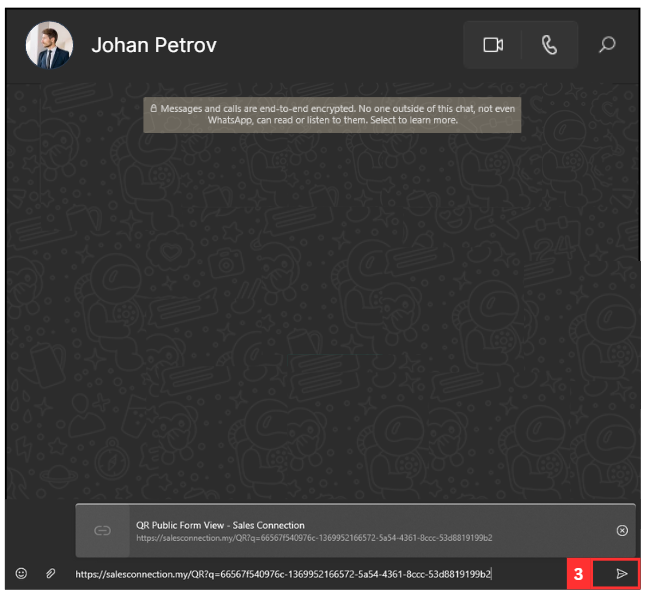 Johan Petrov
Messages and calls are end-to-end encrypted. No one outside of this chat, not even
WhatsApp, can read or listen to them. Select to learn more.
QR Public Form View - Sales Connection
https://salesconnection.my/QR?q=66567f540976c-1369952166572-5a54-4361-8ccc-53d8819199b2
https://salesconnection.my/QR?q=66567f540976c-1369952166572-5a54-4361-8ccc-53d8819199b2
3